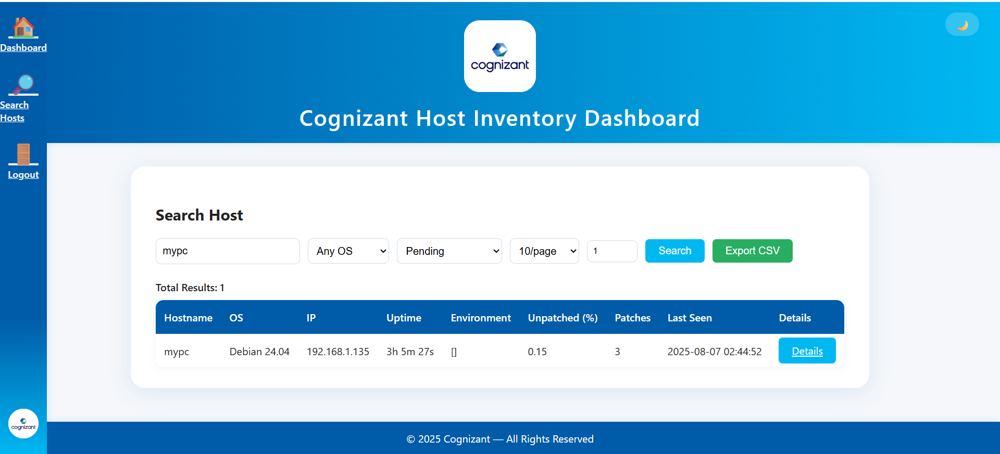 Dashboard
Search
Hosts
Logout
cognizant
cognizant
Cognizant Host Inventory Dashboard
Search Host
mypc Any OS Pending 10/page 1 Search Export CSV
Total Results: 1
Hostname OS IP Uptime Environment Unpatched (%) Patches Last Seen Details
mypc Debian 24.04 192.168.1.135 3h 5m 27s [] 0.15 3 2025-08-07 02:44:52 Details
© 2025 Cognizant — All Rights Reserved